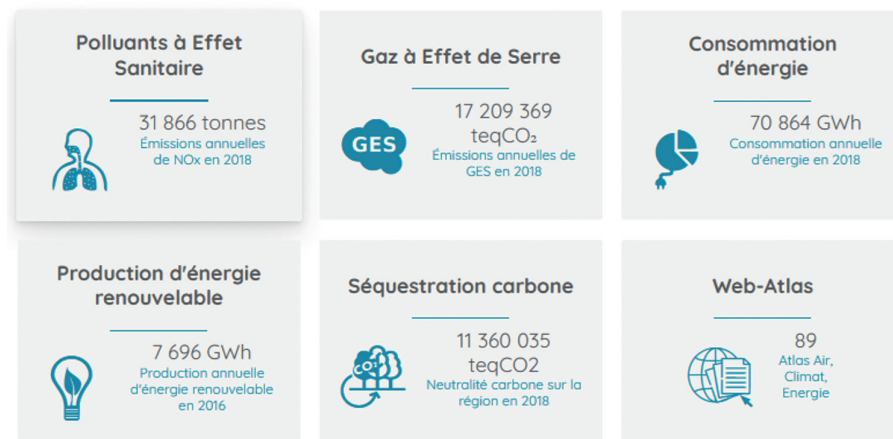 Polluants à Effet
Sanitaire
31 866 tonnes
Émissions annuelles
de NOx en 2018
Gaz à Effet de Serre
GES
17 209 369
teqCO₂
Émissions annuelles de
GES en 2018
Consommation
d'énergie
70 864 GWh
Consommation annuelle
d'énergie en 2018
Production d'énergie
renouvelable
7 696 GWh
Production annuelle
d'énergie renouvelable
en 2016
Séquestration carbone
CO²
11 360 035
teqCO2
Neutralité carbone sur la
région en 2018
Web-Atlas
89
Atlas Air,
Climat,
Energie